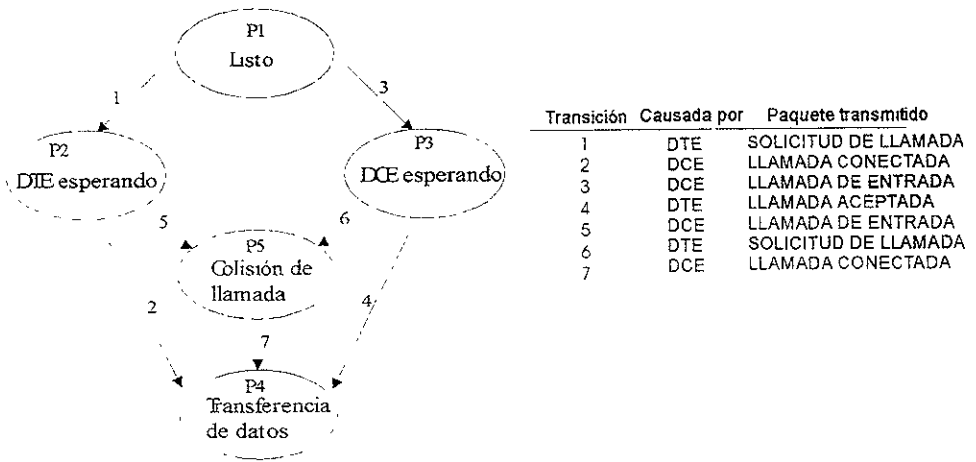 P1
Listo
1
3
P2
DTE esperando
P3
DCE esperando
5
6
P5
Colisión de
llamada
2
4
7
P4
Transferencia
de datos
Transición Causada por Paquete transmitido
1 DTE SOLICITUD DE LLAMADA
2 DCE LLAMADA CONECTADA
3 DCE LLAMADA DE ENTRADA
4 DTE LLAMADA ACEPTADA
5 DCE LLAMADA DE ENTRADA
6 DTE SOLICITUD DE LLAMADA
7 DCE LLAMADA CONECTADA